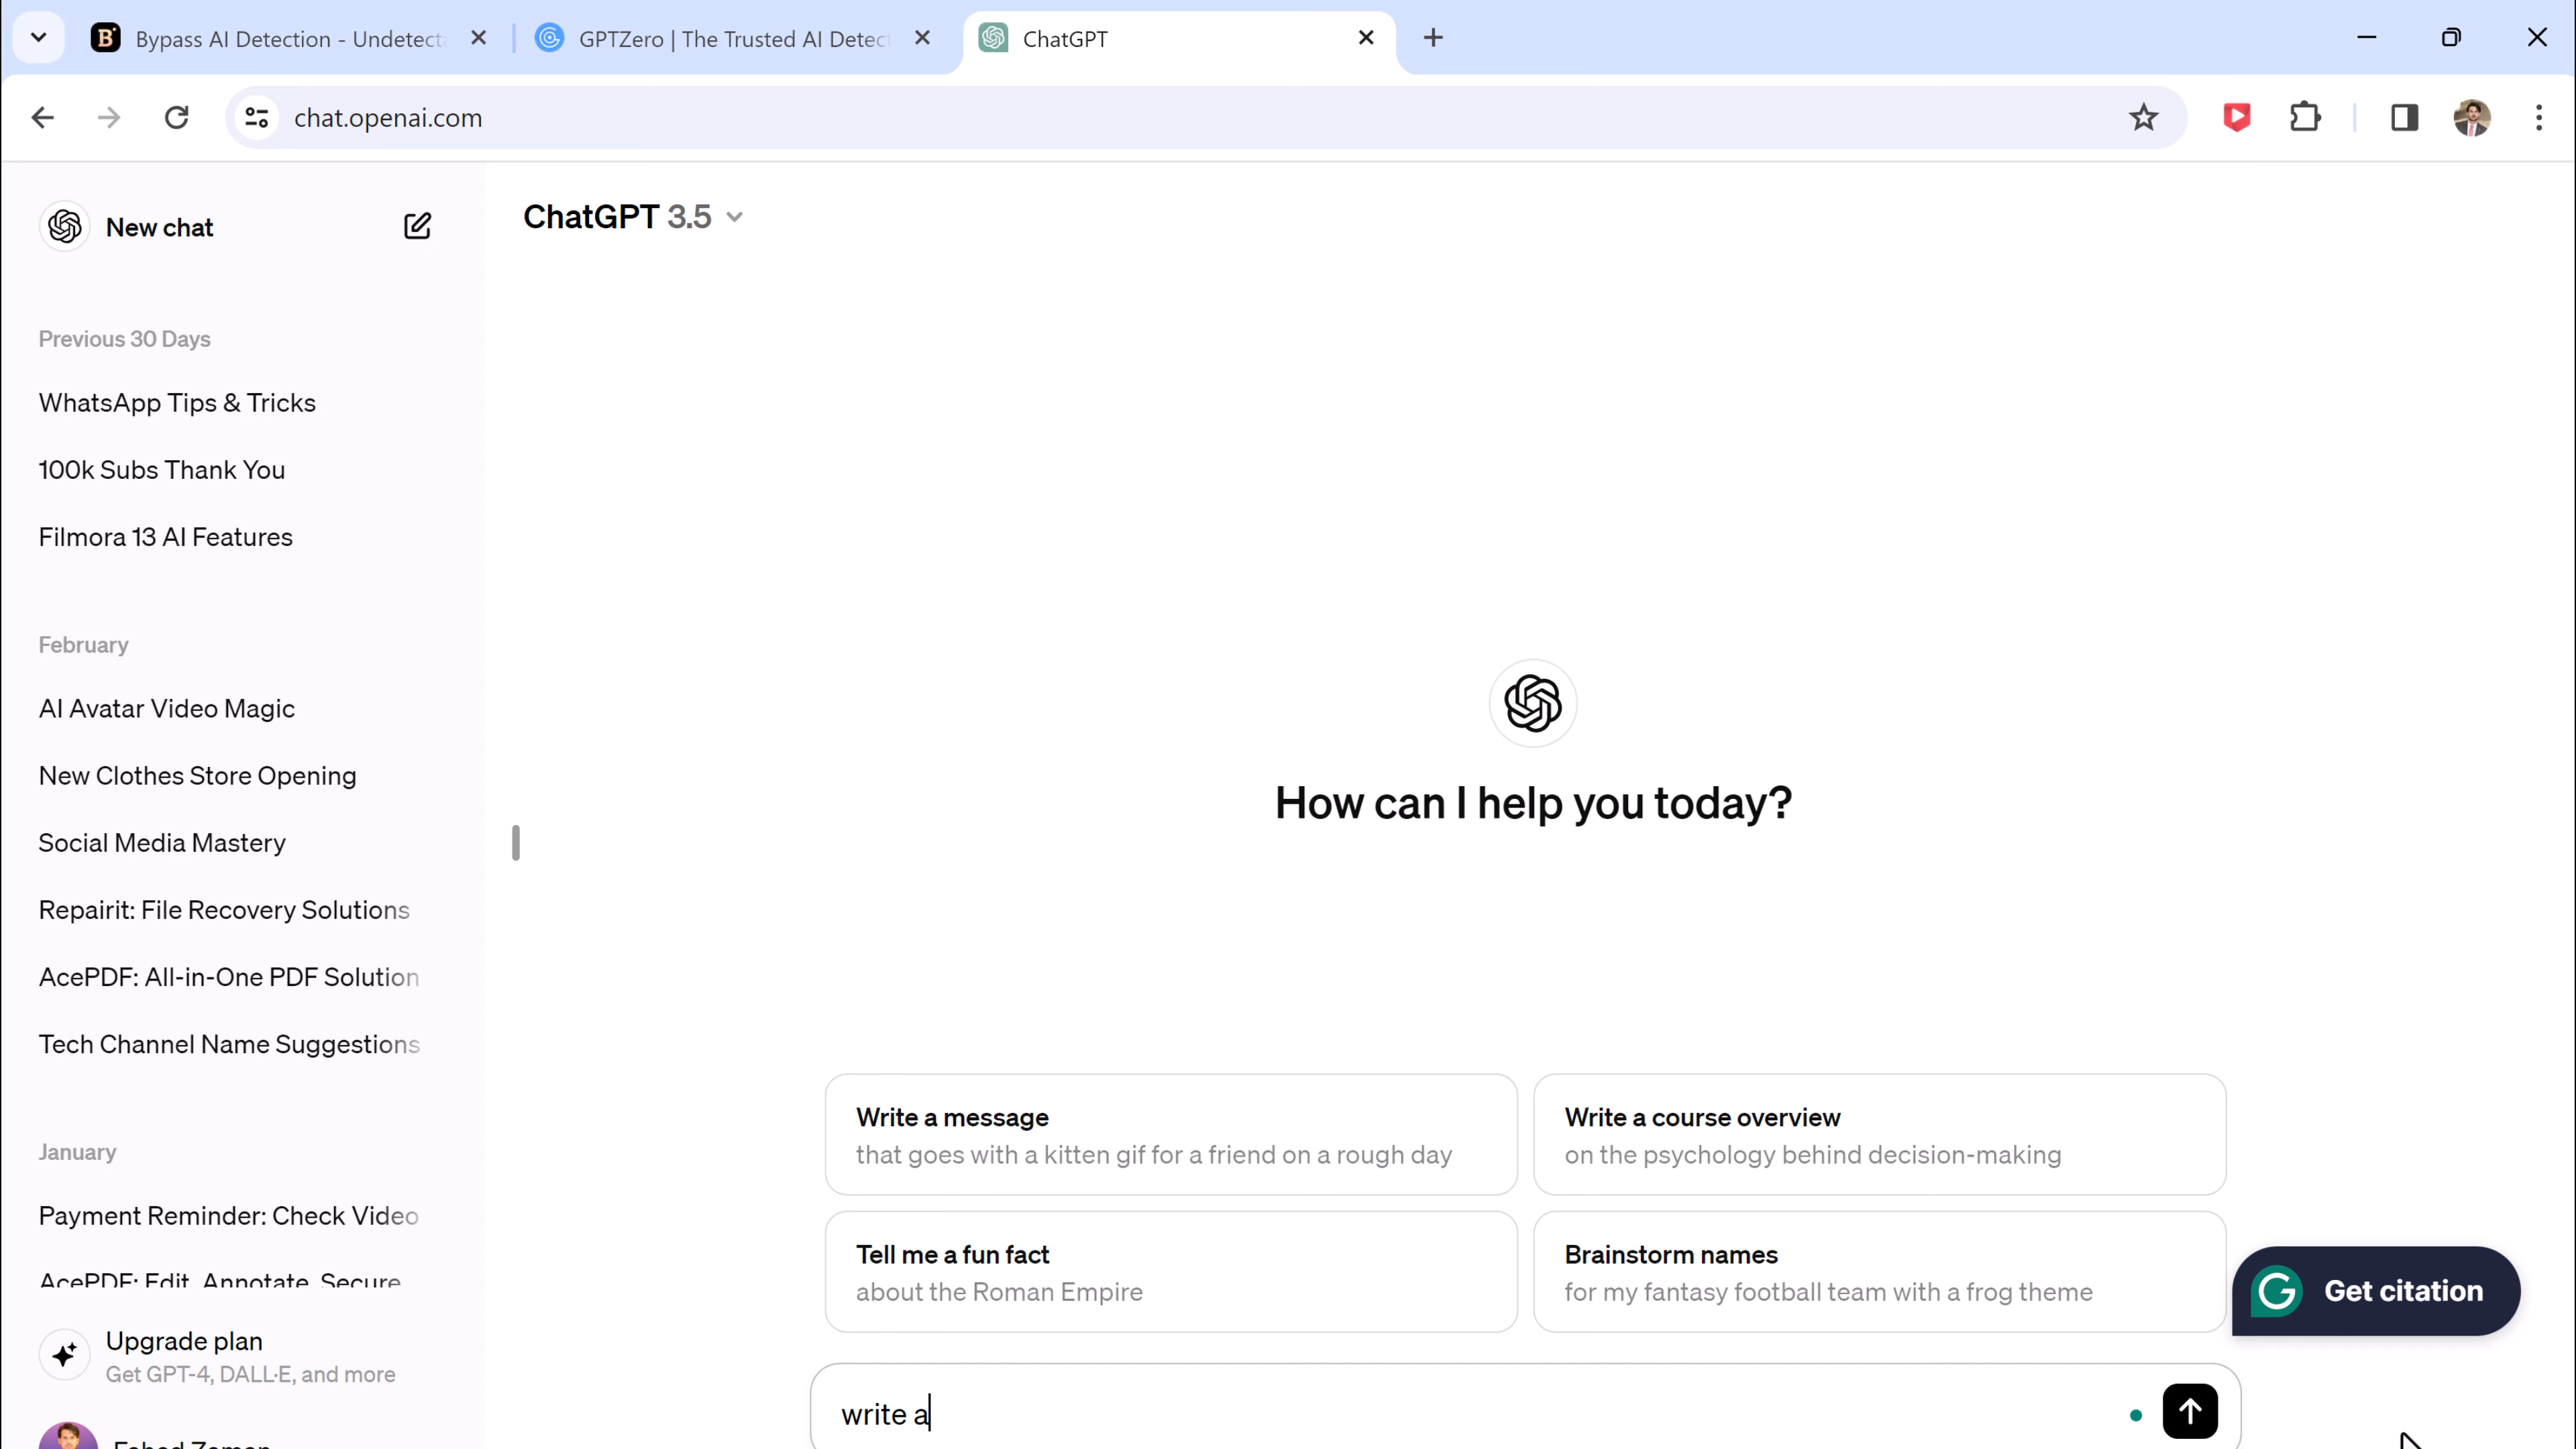 Bypass AI Detection - Undetect
GPTZero | The Trusted AI Detect
ChatGPT
chat.openai.com
New chat
ChatGPT 3.5
Previous 30 Days
WhatsApp Tips & Tricks
100k Subs Thank You
Filmora 13 AI Features
February
AI Avatar Video Magic
New Clothes Store Opening
Social Media Mastery
Repairit: File Recovery Solutions
AcePDF: All-in-One PDF Solution
Tech Channel Name Suggestions
January
Payment Reminder: Check Video
AcePDF: Edit, Annotate, Secure
Upgrade plan
Get GPT-4, DALL·E, and more
Fahad Zaman
How can I help you today?
Write a message
that goes with a kitten gif for a friend on a rough day
Write a course overview
on the psychology behind decision-making
Tell me a fun fact
about the Roman Empire
Brainstorm names
for my fantasy football team with a frog theme
Get citation
write a